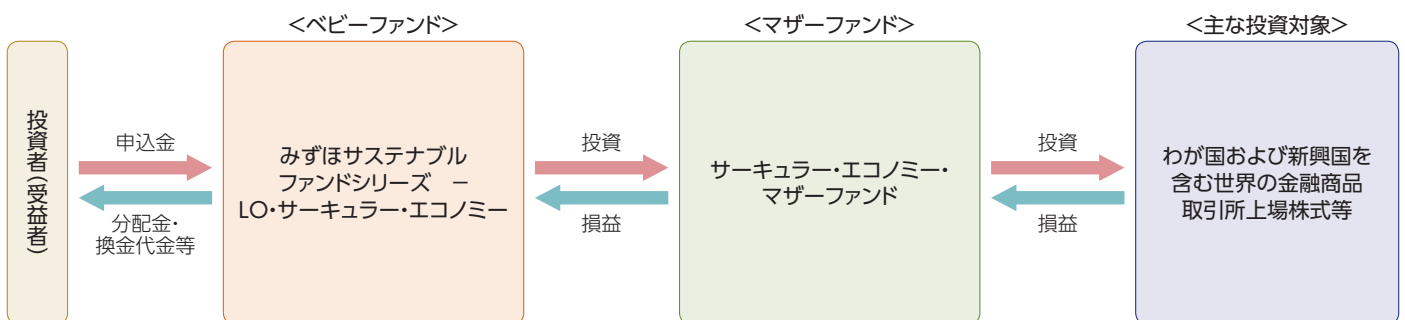 <ベビーファンド>
<マザーファンド>
<主な投資対象>
投資者(受益者)
申込金
分配金・
換金代金等
みずほサステナブル
ファンドシリーズ －
LO・サーキュラー・エコノミー
投資
損益
サーキュラー・エコノミー・
マザーファンド
投資
損益
わが国および新興国を
含む世界の金融商品
取引所上場株式等